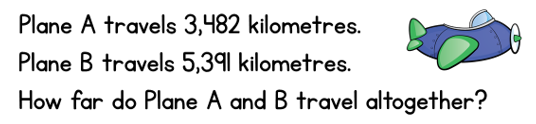 Plane A travels 3,482 kilometres.
Plane B travels 5,391 kilometres.
How far do Plane A and B travel altogether?